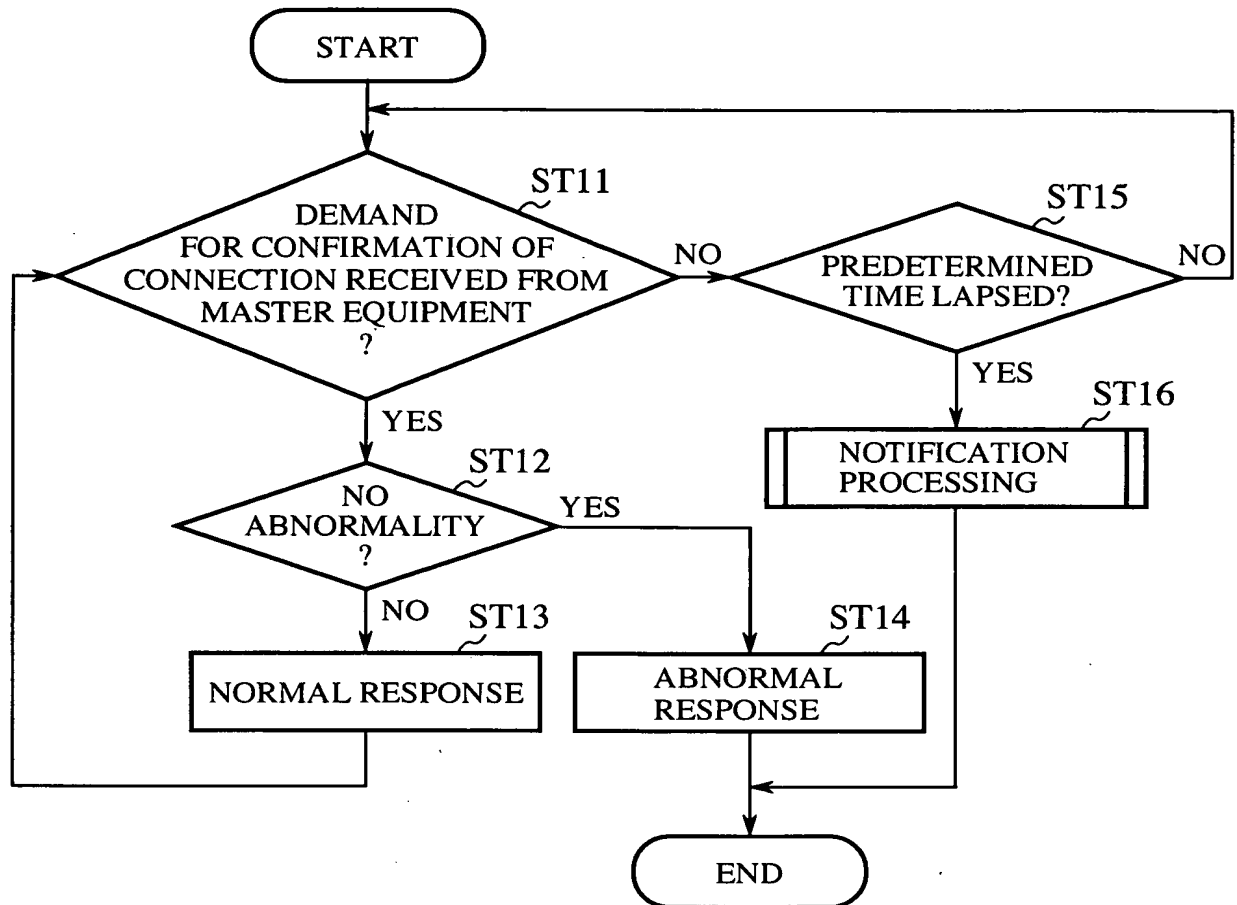 START
ST11
DEMAND
FOR CONFIRMATION OF
CONNECTION RECEIVED FROM
MASTER EQUIPMENT
?
NO
ST15
PREDETERMINED
TIME LAPSED?
NO
YES
YES
ST16
NOTIFICATION
PROCESSING
ST12
NO
ABNORMALITY
?
YES
NO
ST13
NORMAL RESPONSE
ST14
ABNORMAL
RESPONSE
END